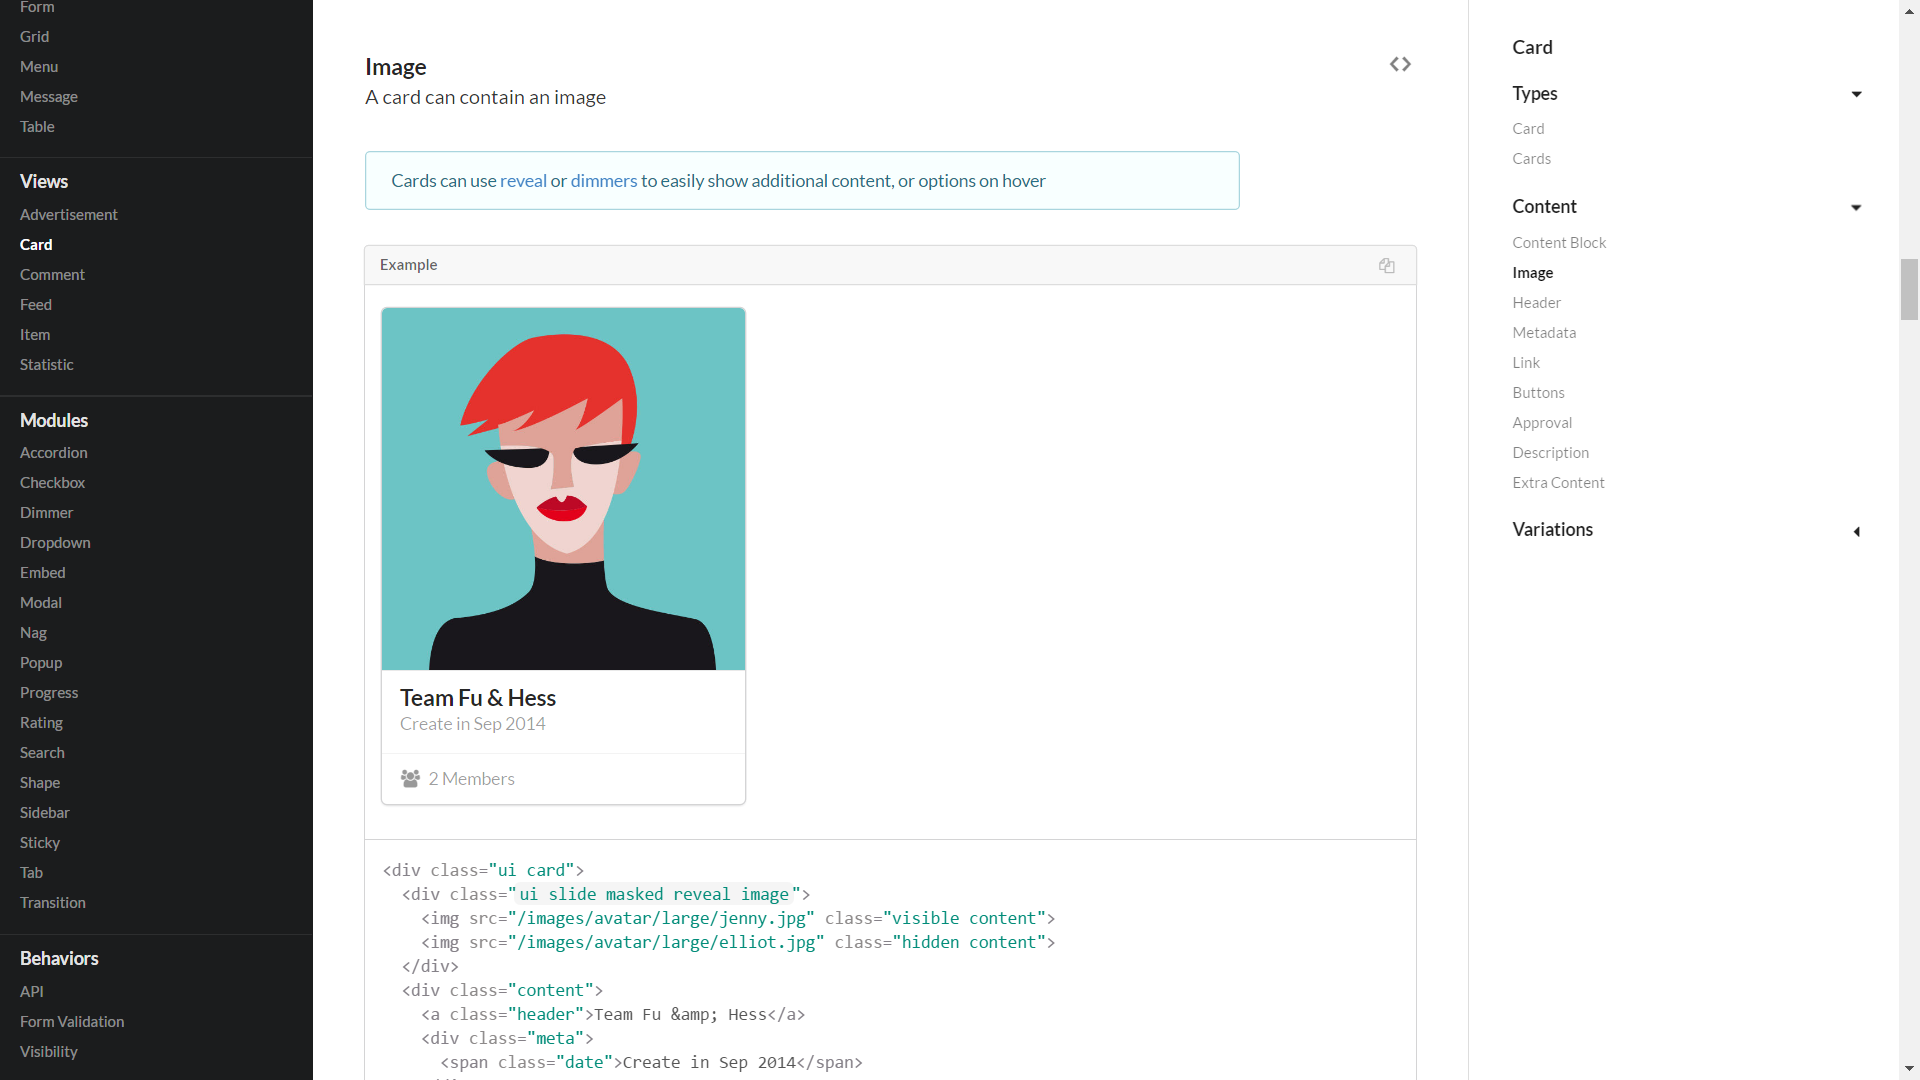 Form
Grid
Menu
Message
Table
Views
Advertisement
Card
Comment
Feed
Item
Statistic
Modules
Accordion
Checkbox
Dimmer
Dropdown
Embed
Modal
Nag
Popup
Progress
Rating
Search
Shape
Sidebar
Sticky
Tab
Transition
Behaviors
API
Form Validation
Visibility
Image
A card can contain an image
Cards can use reveal or dimmers to easily show additional content, or options on hover
Example
Team Fu & Hess
Create in Sep 2014
2 Members
<div class="ui card">
<div class="ui slide masked reveal image">
<img src="/images/avatar/large/jenny.jpg" class="visible content">
<img src="/images/avatar/large/elliot.jpg" class="hidden content">
</div>
<div class="content">
<a class="header">Team Fu &amp; Hess</a>
<div class="meta">
<span class="date">Create in Sep 2014</span>
Card
Types
Card
Cards
Content
Content Block
Image
Header
Metadata
Link
Buttons
Approval
Description
Extra Content
Variations